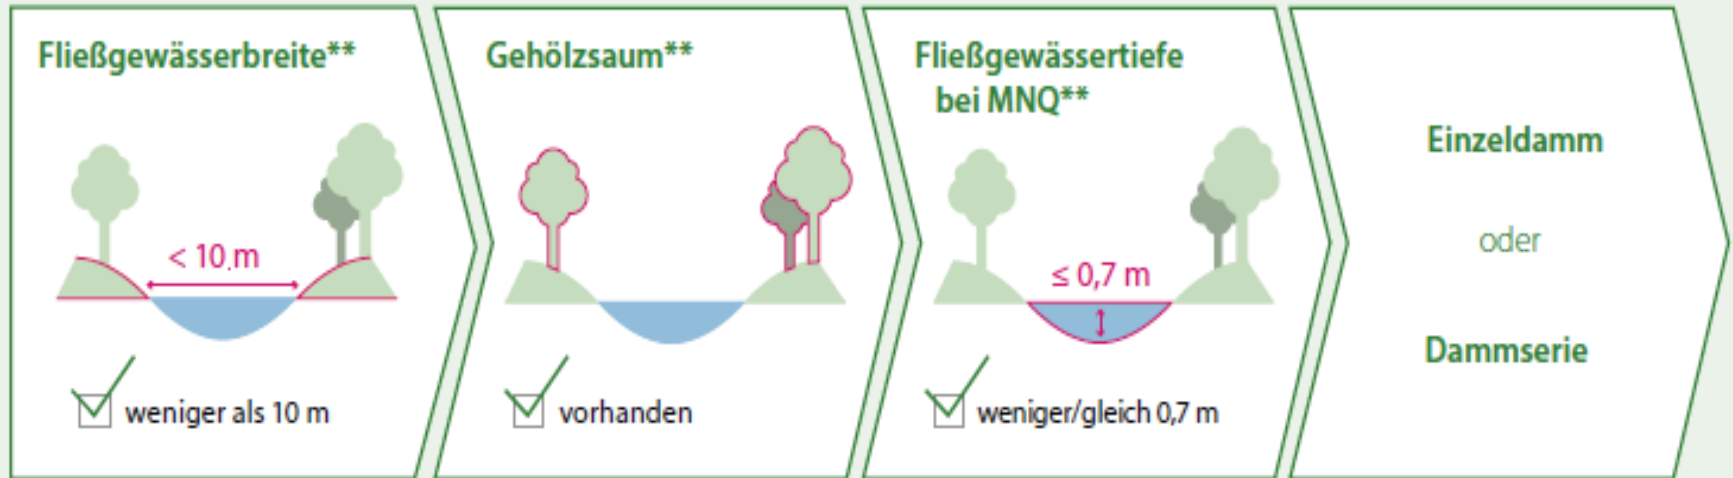 Fließgewässerbreite**
< 10 m
weniger als 10 m
Gehölzsaum**
vorhanden
Fließgewässertiefe
bei MNQ**
≤ 0,7 m
weniger/gleich 0,7 m
Einzeldamm
oder
Dammserie